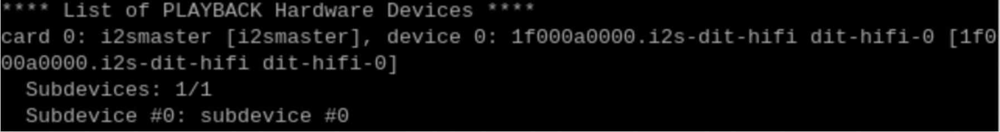 **** List of PLAYBACK Hardware Devices ****
card 0: i2smaster [i2smaster], device 0: 1f000a0000.i2s-dit-hifi dit-hifi-0 [1f0
00a0000.i2s-dit-hifi dit-hifi-0]
  Subdevices: 1/1
  Subdevice #0: subdevice #0